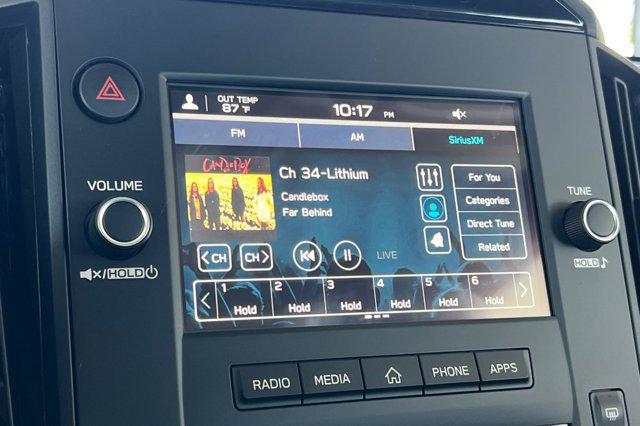 OUT TEMP
87 °F
10:17 PM
FM
AM
SiriusXM
CANDLEBOX
Ch 34-Lithium
Candlebox
Far Behind
For You
Categories
Direct Tune
Related
CH
CH
LIVE
1 Hold
2 Hold
3 Hold
4 Hold
5 Hold
6 Hold
VOLUME
/HOLD
TUNE
HOLD
RADIO
MEDIA
PHONE
APPS